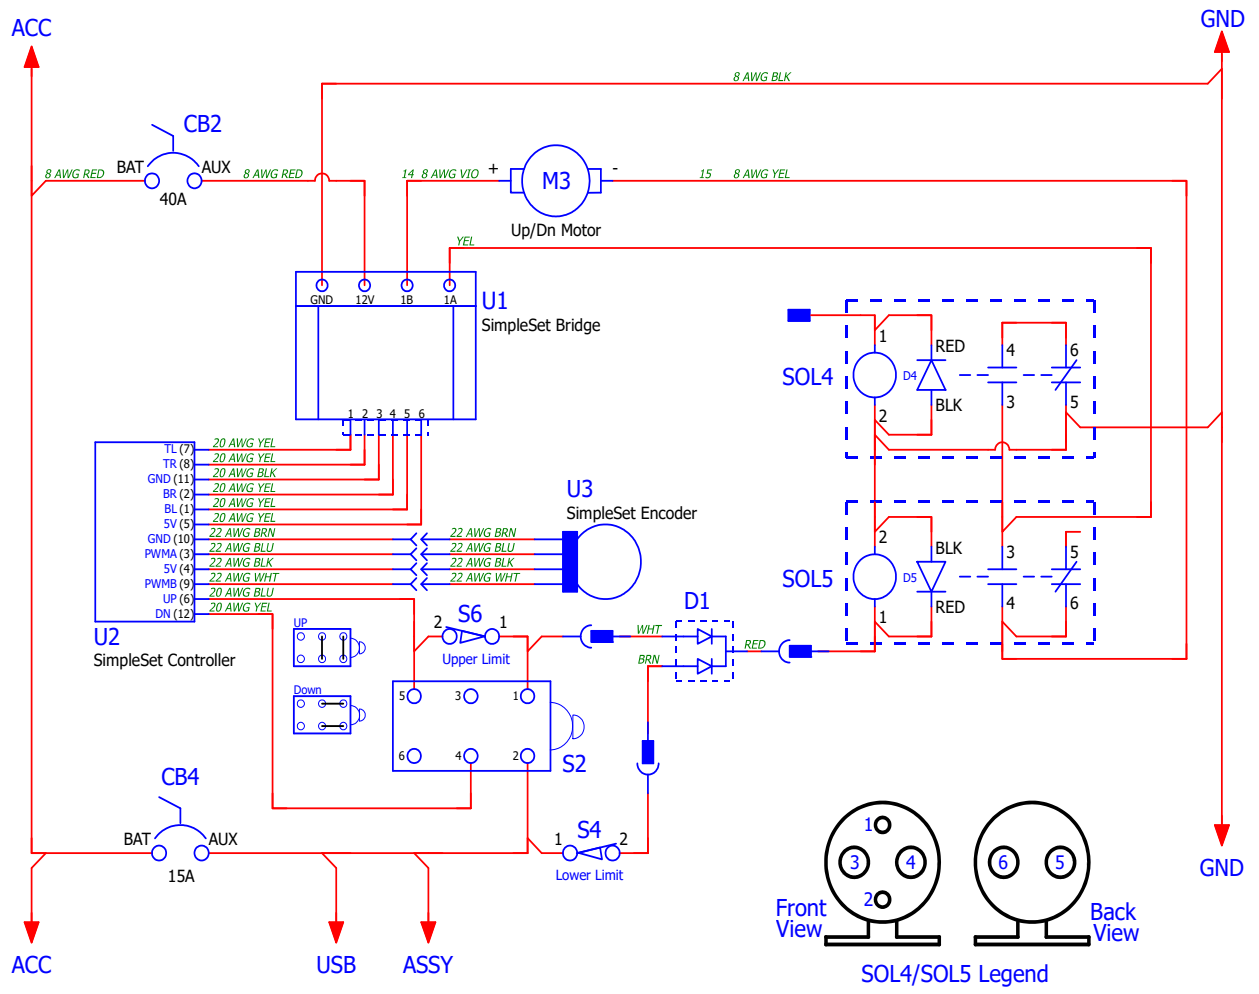 ACC
GND
8 AWG BLK
CB2
BAT
AUX
8 AWG RED
8 AWG RED
40A
14 8 AWG VIO
+
M3
-
15 8 AWG YEL
Up/Dn Motor
YEL
GND 12V 1B 1A
U1
SimpleSet Bridge
1 2 3 4 5 6
1
4
6
RED
SOL4
D4
BLK
2
3
5
TL (7) 20 AWG YEL
TR (8) 20 AWG YEL
GND (11) 20 AWG BLK
BR (2) 20 AWG YEL
BL (1) 20 AWG YEL
5V (5) 20 AWG YEL
GND (10) 22 AWG BRN 22 AWG BRN
PWMA (3) 22 AWG BLU 22 AWG BLU
5V (4) 22 AWG BLK 22 AWG BLK
PWMB (9) 22 AWG WHT 22 AWG WHT
UP (6) 20 AWG BLU
DN (12) 20 AWG YEL
U2
SimpleSet Controller
U3
SimpleSet Encoder
2
3
5
BLK
SOL5
D5
RED
1
4
6
D1
WHT
BRN
RED
2 S6 1
Upper Limit
UP
Down
5 3 1
6 4 2
S2
CB4
BAT
AUX
15A
1 S4 2
Lower Limit
ACC
USB
ASSY
GND
1
3 4
2
Front
View
6 5
Back
View
SOL4/SOL5 Legend